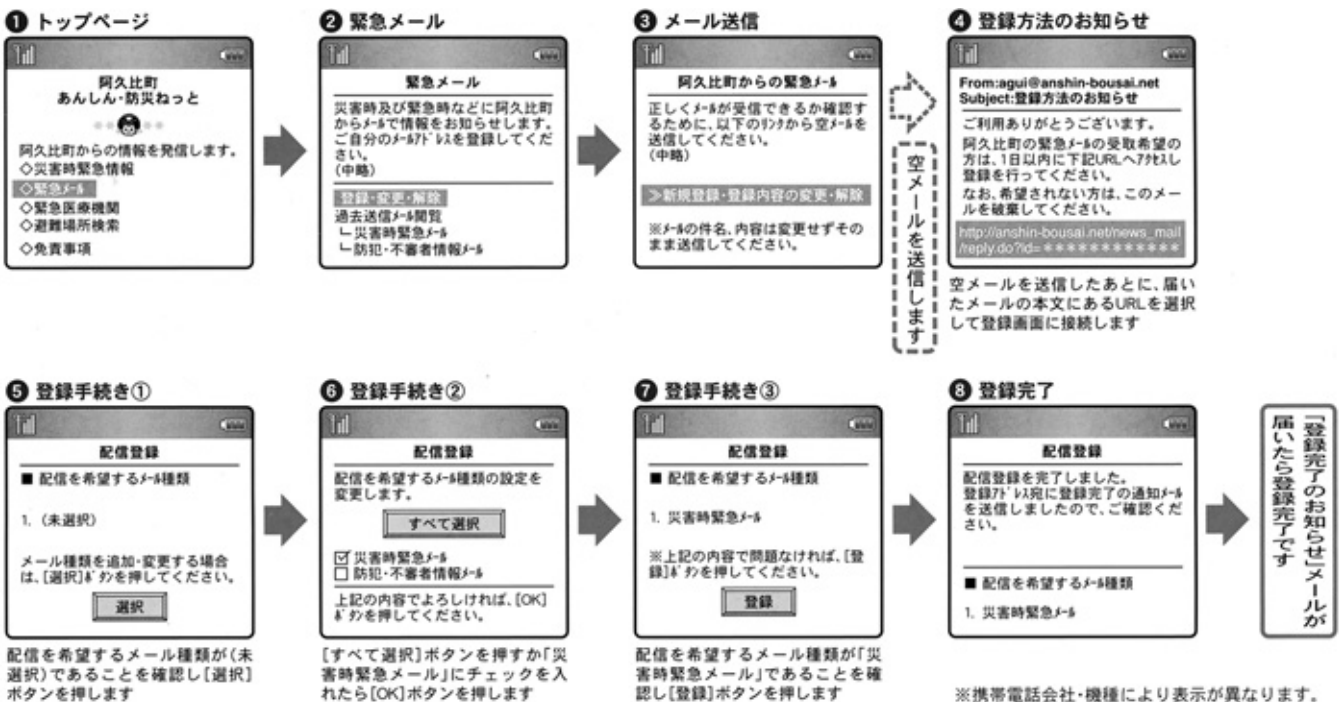 ❶ トップページ
阿久比町
あんしん・防災ねっと
阿久比町からの情報を発信します。
◇災害時緊急情報
◇緊急ﾒｰﾙ
◇緊急医療機関
◇避難場所検索
◇免責事項
❷ 緊急メール
緊急メール
災害時及び緊急時などに阿久比町
からﾒｰﾙで情報をお知らせします。
ご自分のﾒｰﾙｱﾄﾞﾚｽを登録してくだ
さい。
(中略)
登録・変更・解除
過去送信ﾒｰﾙ閲覧
└災害時緊急ﾒｰﾙ
└防犯・不審者情報ﾒｰﾙ
❸ メール送信
阿久比町からの緊急ﾒｰﾙ
正しくﾒｰﾙが受信できるか確認す
るために、以下のﾘﾝｸから空ﾒｰﾙを
送信してください。
(中略)
≫新規登録・登録内容の変更・解除
※ﾒｰﾙの件名、内容は変更せずその
まま送信してください。
空メールを送信します
❹ 登録方法のお知らせ
From:agui@anshin-bousai.net
Subject:登録方法のお知らせ
ご利用ありがとうございます。
阿久比町の緊急ﾒｰﾙの受取希望の
方は、1日以内に下記URLへｱｸｾｽし
登録を行ってください。
なお、希望されない方は、このメー
ルを破棄してください。
http://anshin-bousai.net/news_mail
/reply.do?id=＊＊＊＊＊＊＊＊＊＊＊＊
空メールを送信したあとに、届い
たメールの本文にあるURLを選択
して登録画面に接続します
❺ 登録手続き①
配信登録
■ 配信を希望するﾒｰﾙ種類
1. (未選択)
メール種類を追加・変更する場合
は、[選択]ﾎﾞﾀﾝを押してください。
選択
配信を希望するメール種類が(未
選択)であることを確認し[選択]
ボタンを押します
❻ 登録手続き②
配信登録
配信を希望するﾒｰﾙ種類の設定を
変更します。
すべて選択
☑ 災害時緊急ﾒｰﾙ
□ 防犯・不審者情報ﾒｰﾙ
上記の内容でよろしければ、[OK]
ﾎﾞﾀﾝを押してください。
[すべて選択]ボタンを押すか「災
害時緊急メール」にチェックを入
れたら[OK]ボタンを押します
❼ 登録手続き③
配信登録
■ 配信を希望するﾒｰﾙ種類
1. 災害時緊急ﾒｰﾙ
※上記の内容で問題なければ、[登
録]ﾎﾞﾀﾝを押してください。
登録
配信を希望するメール種類が「災
害時緊急メール」であることを確
認し[登録]ボタンを押します
❽ 登録完了
配信登録
配信登録を完了しました。
登録ｱﾄﾞﾚｽ宛に登録完了の通知ﾒｰﾙ
を送信しましたので、ご確認くだ
さい。
■ 配信を希望するﾒｰﾙ種類
1. 災害時緊急ﾒｰﾙ
「登録完了のお知らせ」メールが
届いたら登録完了です
※携帯電話会社・機種により表示が異なります。